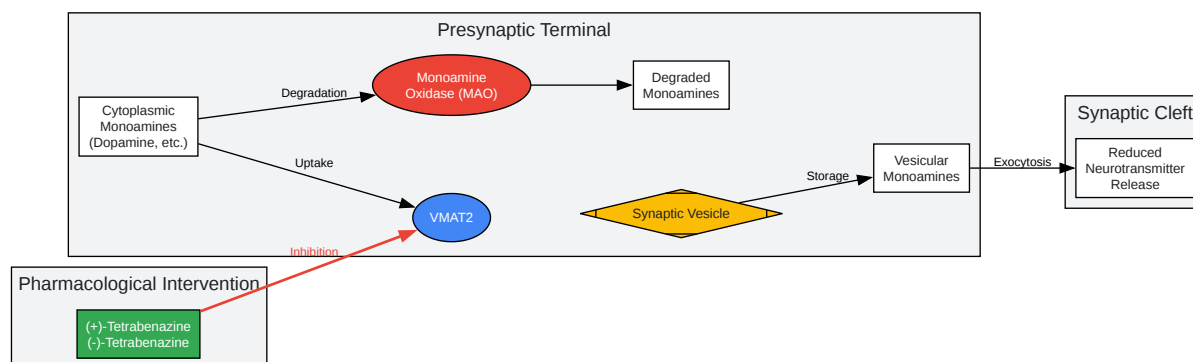 Presynaptic Terminal
Monoamine
Oxidase (MAO)
Degraded
Monoamines
Degradation
Cytoplasmic
Monoamines
(Dopamine, etc.)
Uptake
VMAT2
Synaptic Vesicle
Storage
Vesicular
Monoamines
Exocytosis
Synaptic Cleft
Reduced
Neurotransmitter
Release
Inhibition
Pharmacological Intervention
(+)-Tetrabenazine
(-)-Tetrabenazine